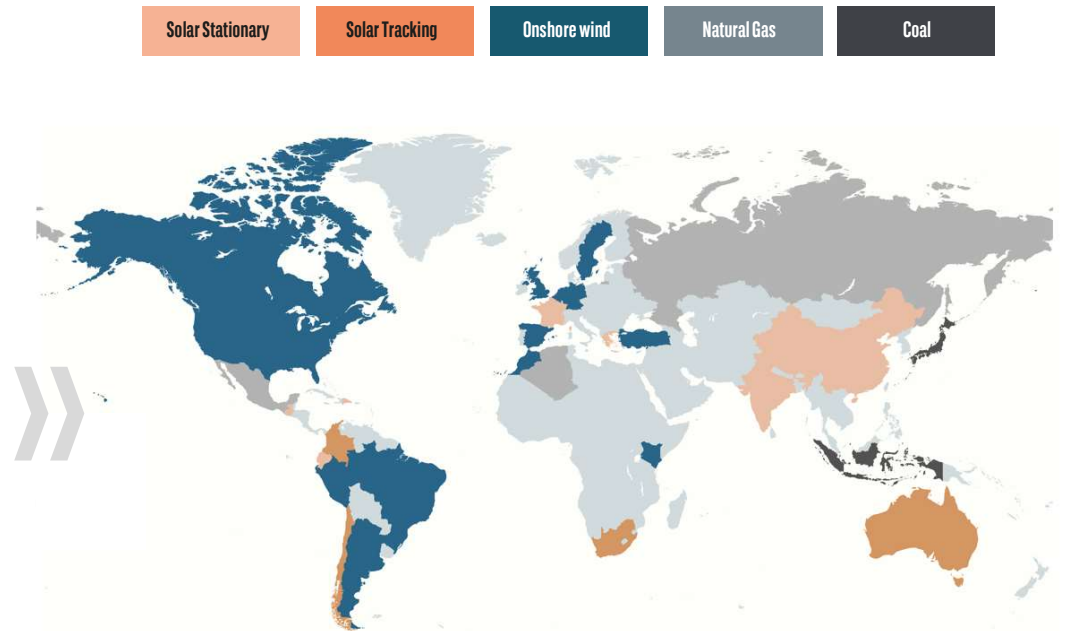 Solar Stationary
Solar Tracking
Onshore wind
Natural Gas
Coal